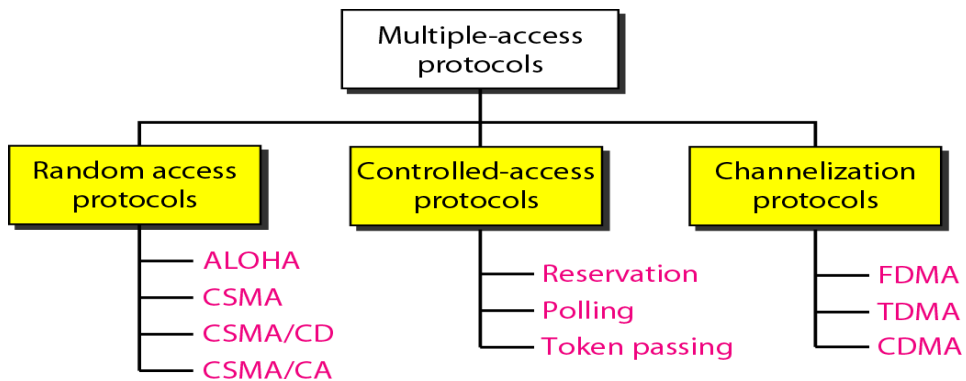 Multiple-access
protocols
Random access
protocols
Controlled-access
protocols
Channelization
protocols
ALOHA
CSMA
CSMA/CD
CSMA/CA
Reservation
Polling
Token passing
FDMA
TDMA
CDMA